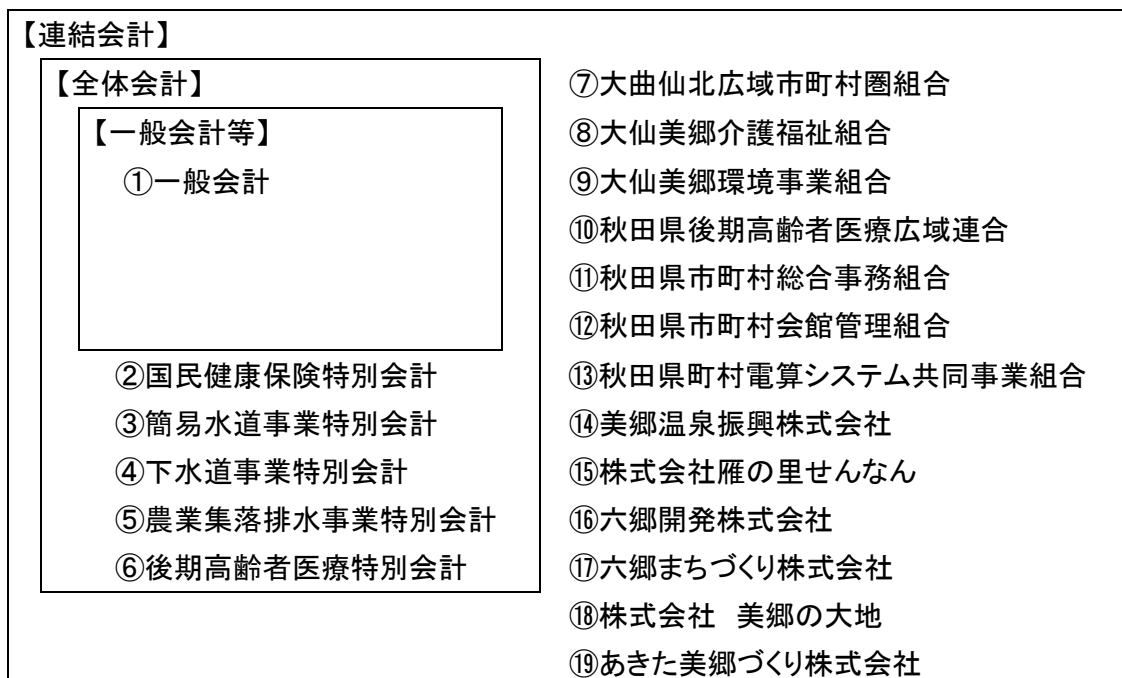 【連結会計】
【全体会計】
【一般会計等】
①一般会計
②国民健康保険特別会計
③簡易水道事業特別会計
④下水道事業特別会計
⑤農業集落排水事業特別会計
⑥後期高齢者医療特別会計
⑦大曲仙北広域市町村圏組合
⑧大仙美郷介護福祉組合
⑨大仙美郷環境事業組合
⑩秋田県後期高齢者医療広域連合
⑪秋田県市町村総合事務組合
⑫秋田県市町村会館管理組合
⑬秋田県町村電算システム共同事業組合
⑭美郷温泉振興株式会社
⑮株式会社雁の里せんなん
⑯六郷開発株式会社
⑰六郷まちづくり株式会社
⑱株式会社　美郷の大地
⑲あきた美郷づくり株式会社